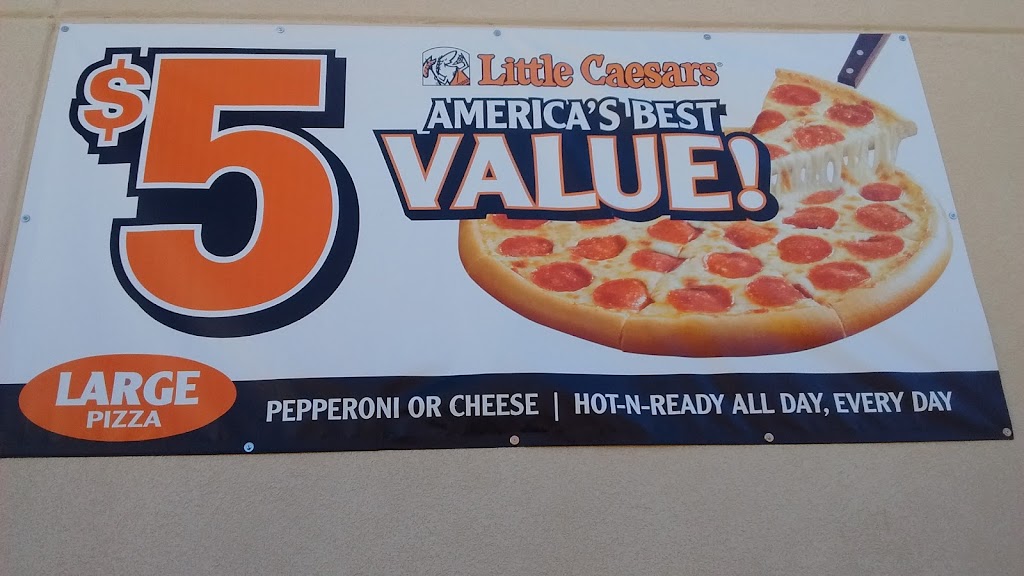 $5
Little Caesars®
AMERICA'S BEST
VALUE!
LARGE
PIZZA
PEPPERONI OR CHEESE | HOT-N-READY ALL DAY, EVERY DAY